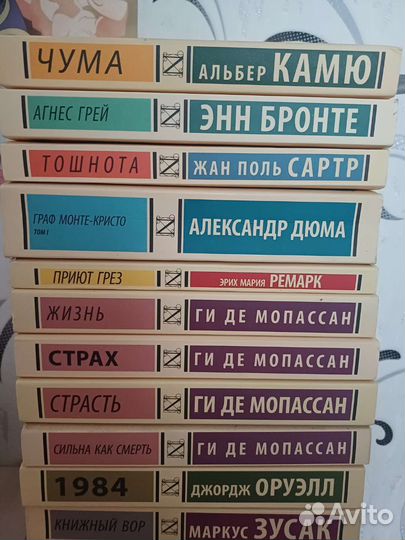 ЧУМА АЛЬБЕР КАМЮ
АГНЕС ГРЕЙ ЭНН БРОНТЕ
ТОШНОТА ЖАН ПОЛЬ САРТР
ГРАФ МОНТЕ-КРИСТО АЛЕКСАНДР ДЮМА
ТОМ I
ПРИЮТ ГРЕЗ ЭРИХ МАРИЯ РЕМАРК
ЖИЗНЬ ГИ ДЕ МОПАССАН
СТРАХ ГИ ДЕ МОПАССАН
СТРАСТЬ ГИ ДЕ МОПАССАН
СИЛЬНА КАК СМЕРТЬ ГИ ДЕ МОПАССАН
1984 ДЖОРДЖ ОРУЭЛЛ
КНИЖНЫЙ ВОР МАРКУС ЗУСАК
Avito